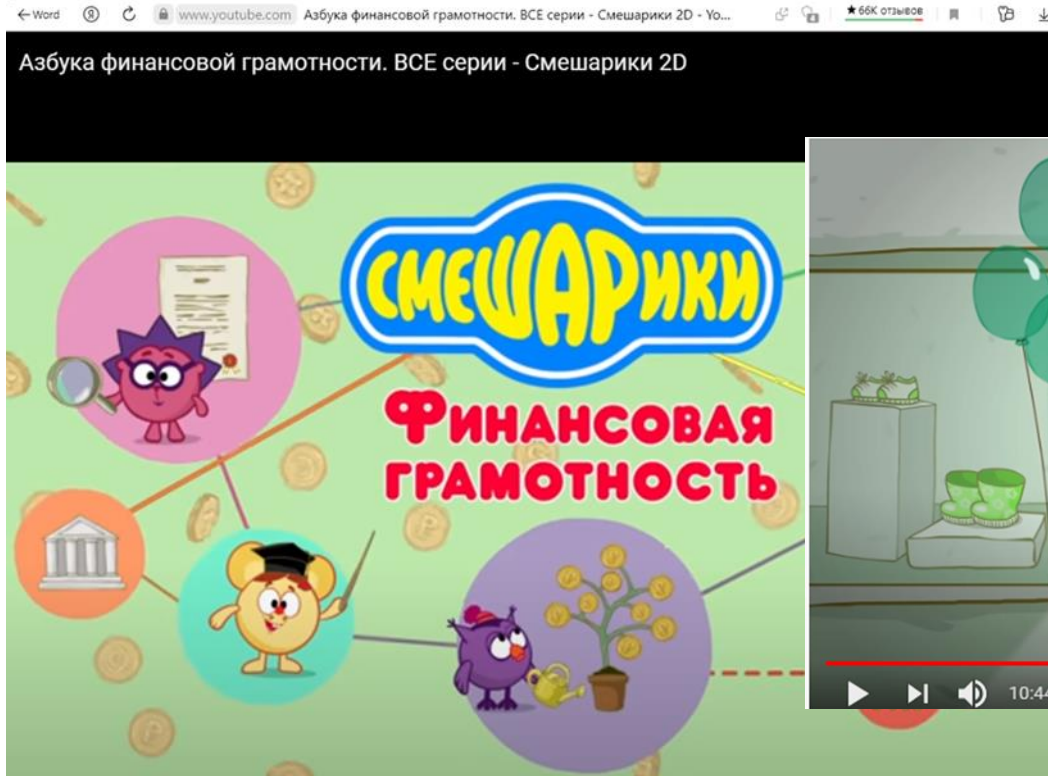 ←Word
www.youtube.com Азбука финансовой грамотности. ВСЕ серии - Смешарики 2D - Yo...
★ 66K отзывов
Азбука финансовой грамотности. ВСЕ серии - Смешарики 2D
СМЕШАРИКИ
ФИНАНСОВАЯ
ГРАМОТНОСТЬ
10:44